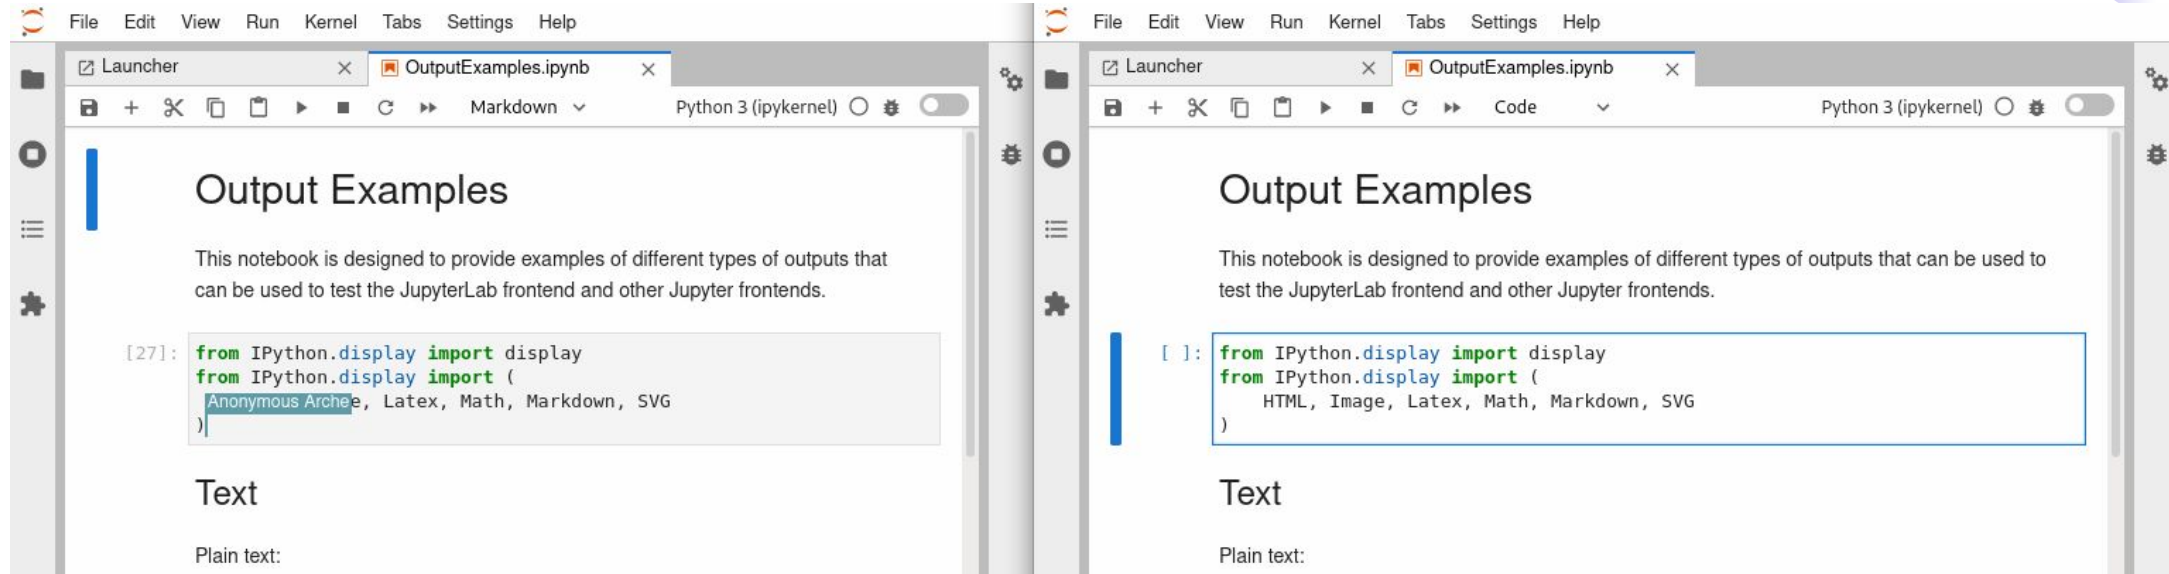 File Edit View Run Kernel Tabs Settings Help
Launcher
OutputExamples.ipynb
Markdown
Python 3 (ipykernel)
Output Examples
This notebook is designed to provide examples of different types of outputs that
can be used to test the JupyterLab frontend and other Jupyter frontends.
[27]:
from IPython.display import display
from IPython.display import (
Anonymous Arche
e, Latex, Math, Markdown, SVG
)
Text
Plain text:
File Edit View Run Kernel Tabs Settings Help
Launcher
OutputExamples.ipynb
Code
Python 3 (ipykernel)
Output Examples
This notebook is designed to provide examples of different types of outputs that can be used to
test the JupyterLab frontend and other Jupyter frontends.
[ ]:
from IPython.display import display
from IPython.display import (
    HTML, Image, Latex, Math, Markdown, SVG
)
Text
Plain text: